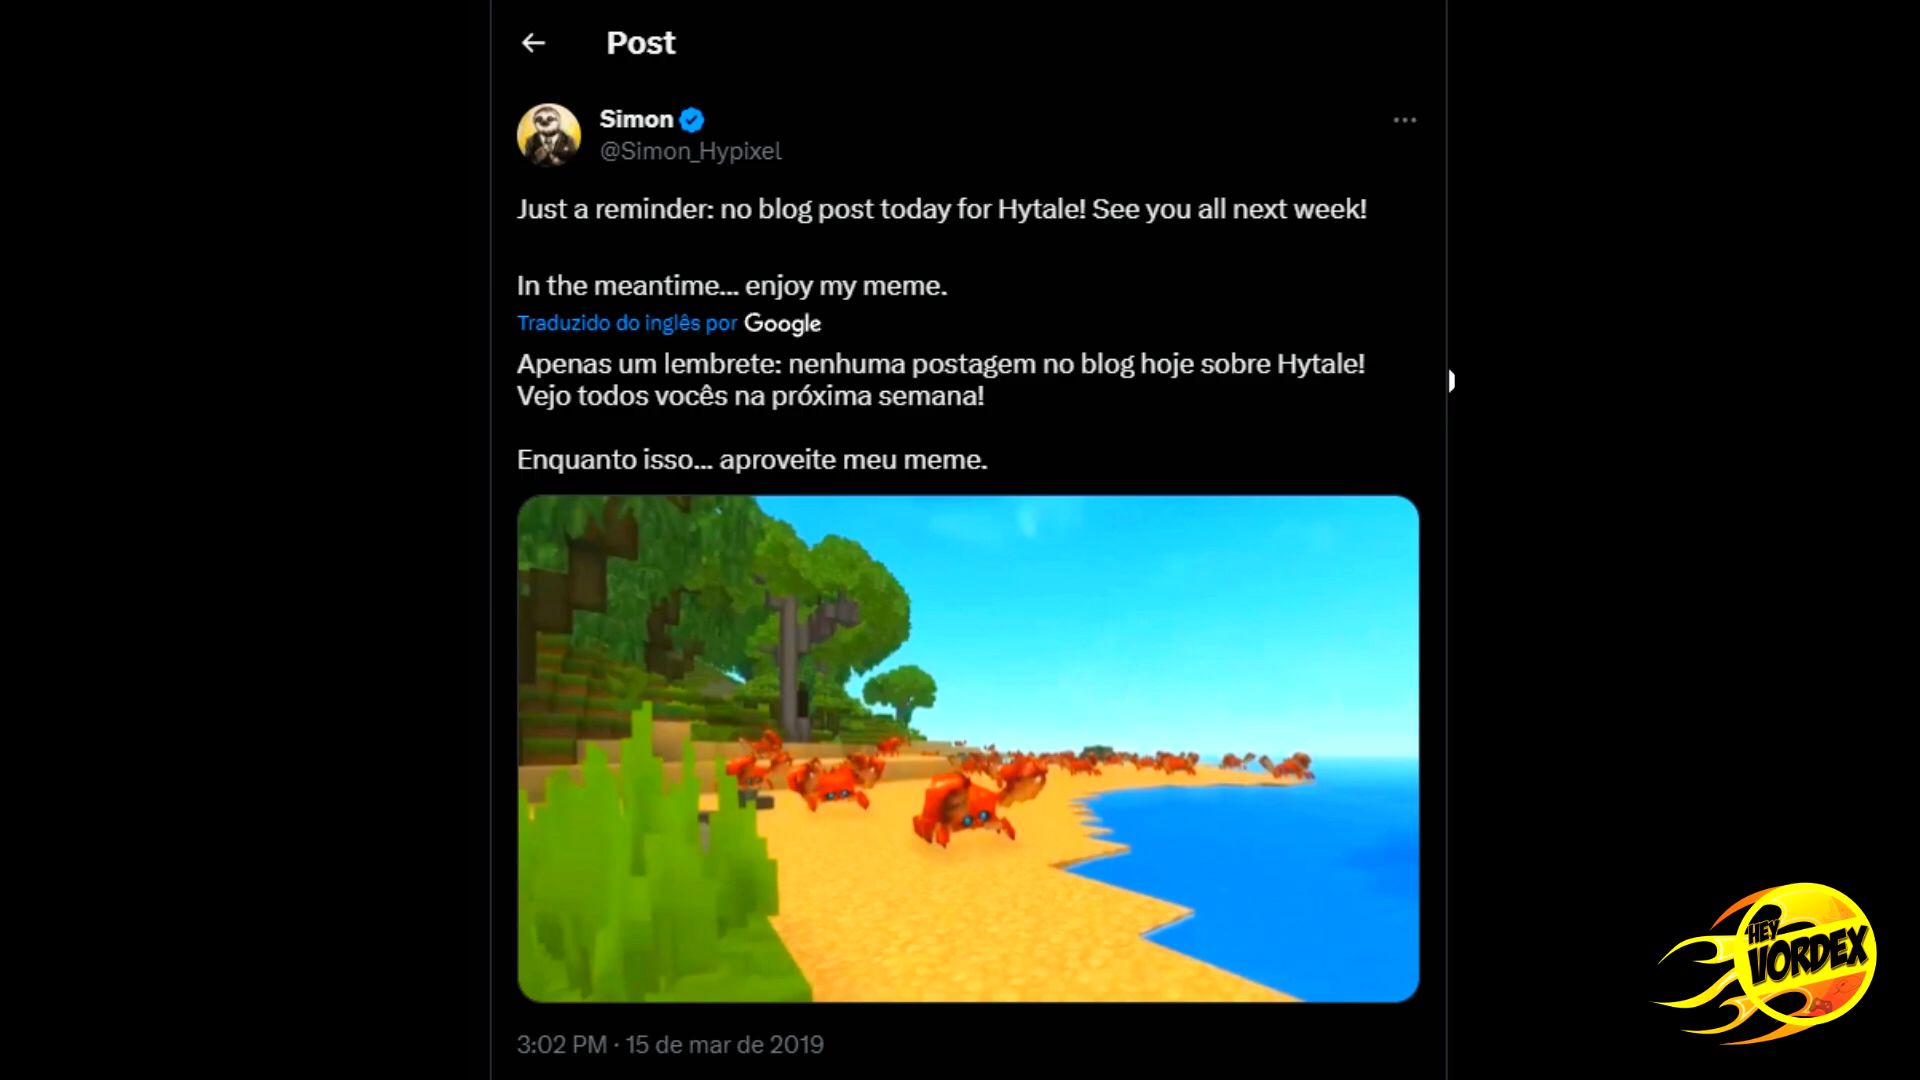 Post
Simon
@Simon_Hypixel
Just a reminder: no blog post today for Hytale! See you all next week!
In the meantime... enjoy my meme.
Traduzido do inglês por Google
Apenas um lembrete: nenhuma postagem no blog hoje sobre Hytale!
Vejo todos vocês na próxima semana!
Enquanto isso... aproveite meu meme.
3:02 PM · 15 de mar de 2019
HEY
VORDEX